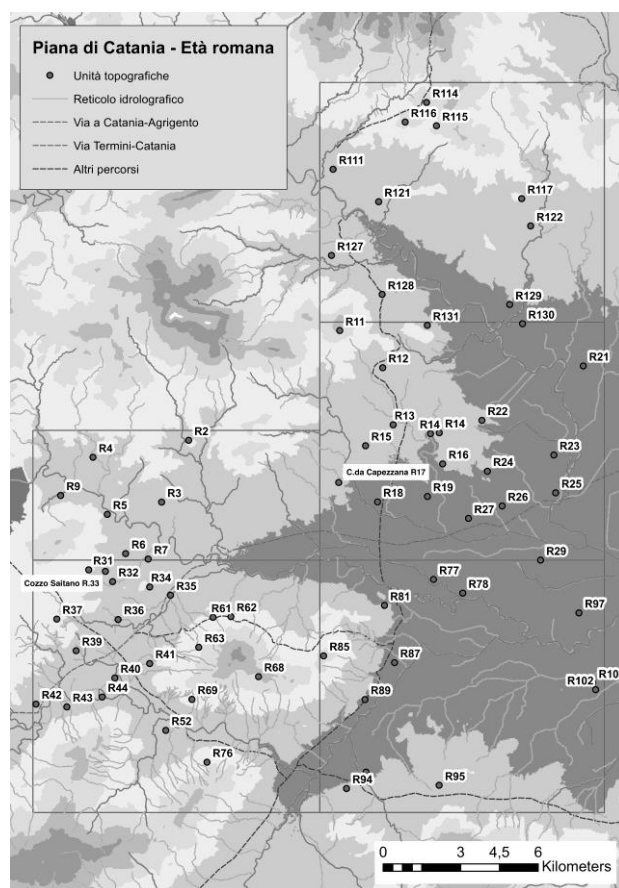 Piana di Catania - Età romana
Unità topografiche
Reticolo idrologico
Via a Catania-Agrigento
Via Termini-Catania
Altri percorsi
R114
R116
R115
R111
R121
R117
R122
R127
R128
R129
R11
R131
R130
R12
R21
R13
R22
R2
R14
R14
R15
R4
R23
R16
R24
C.da Capezzana R17
R9
R3
R18
R19
R25
R26
R5
R27
R6
R7
R29
R31
R32
Cozzo Saitano R.33
R34
R35
R77
R78
R81
R37
R36
R61
R62
R97
R39
R63
R41
R85
R87
R40
R68
R10
R102
R42
R43
R44
R69
R89
R52
R76
R94
R95
0
3
4,5
6
Kilometers